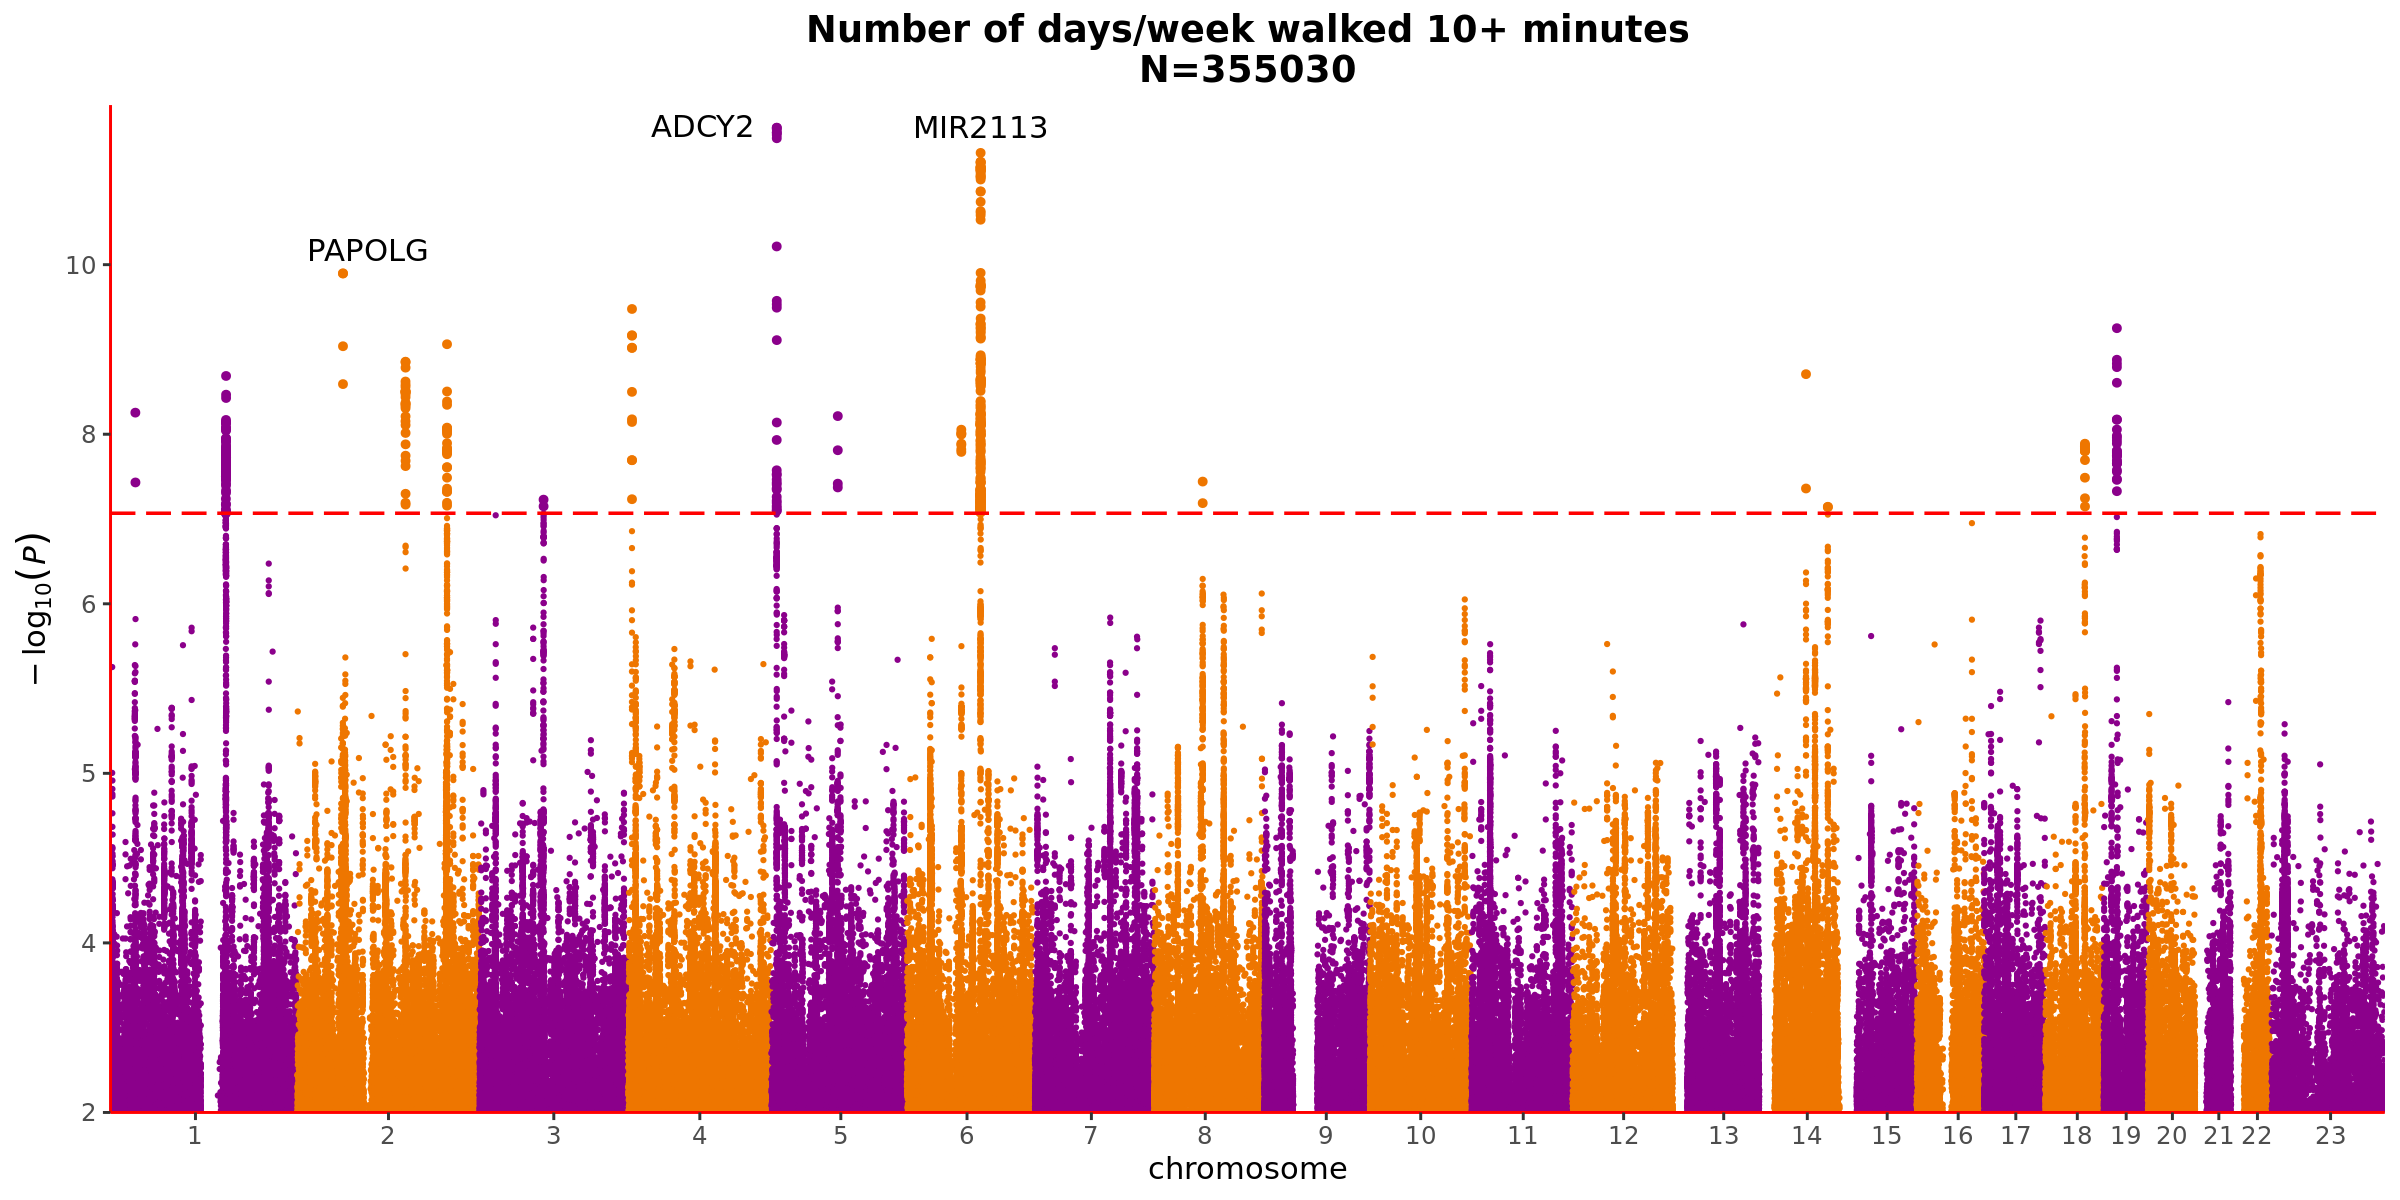 Number of days/week walked 10+ minutes
N=355030
ADCY2
MIR2113
PAPOLG
10
8
6
5
4
2
−log₁₀(P)
1 2 3 4 5 6 7 8 9 10 11 12 13 14 15 16 17 18 19 20 21 22 23
chromosome